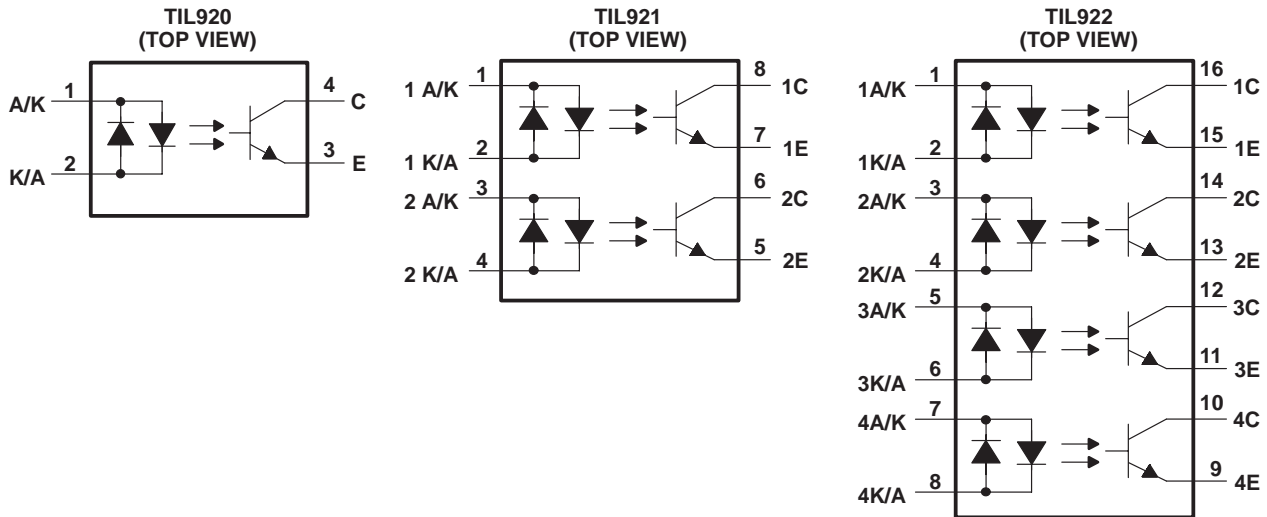 TIL920
(TOP VIEW)
A/K 1
4 C
K/A 2
3 E
TIL921
(TOP VIEW)
1 A/K 1
8 1C
1 K/A 2
7 1E
2 A/K 3
6 2C
2 K/A 4
5 2E
TIL922
(TOP VIEW)
1A/K 1
16 1C
1K/A 2
15 1E
2A/K 3
14 2C
2K/A 4
13 2E
3A/K 5
12 3C
3K/A 6
11 3E
4A/K 7
10 4C
4K/A 8
9 4E